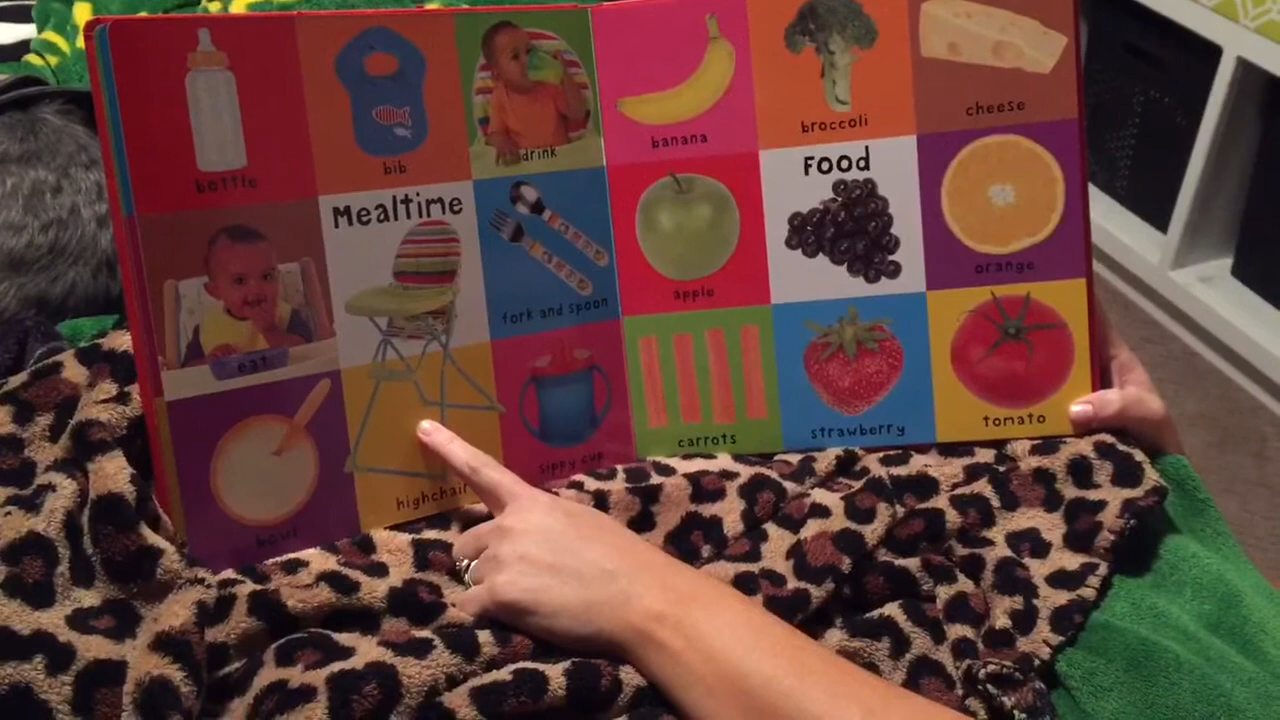 bottle
bib
drink
Mealtime
eat
fork and spoon
bowl
highchair
sippy cup
banana
broccoli
cheese
Food
apple
orange
carrots
strawberry
tomato